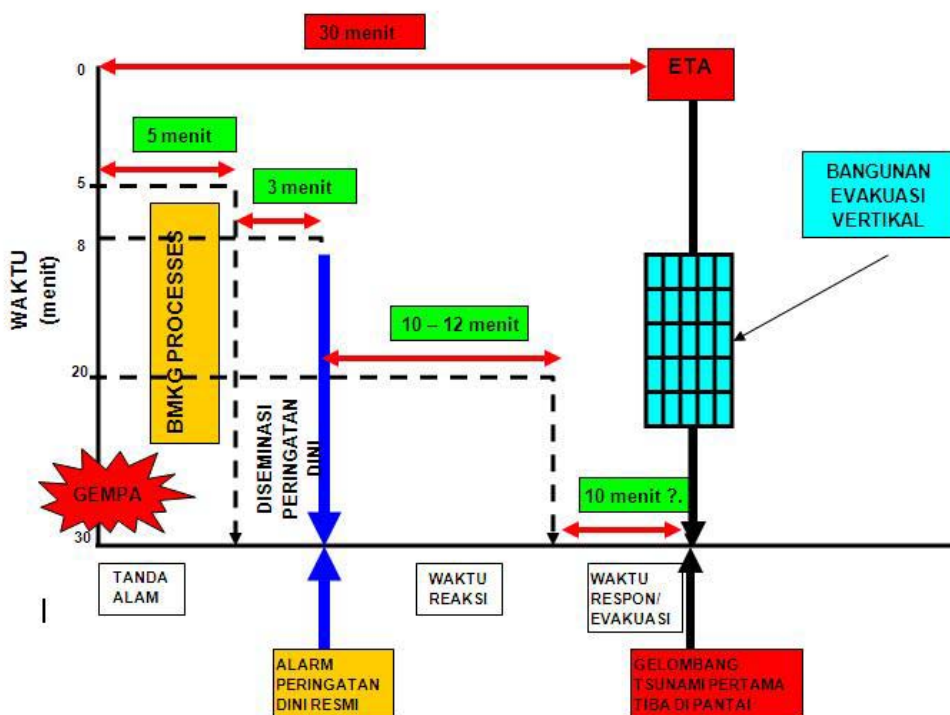 30 menit
0
ETA
5 menit
5
3 menit
BANGUNAN
EVAKUASI
VERTIKAL
8
WAKTU
(menit)
BMKG PROCESSES
10 – 12 menit
20
DISEMINASI
PERINGATAN
DINI
GEMPA
10 menit ?.
30
TANDA
ALAM
WAKTU
REAKSI
WAKTU
RESPON/
EVAKUASI
ALARM
PERINGATAN
DINI RESMI
GELOMBANG
TSUNAMI PERTAMA
TIBA DI PANTAI